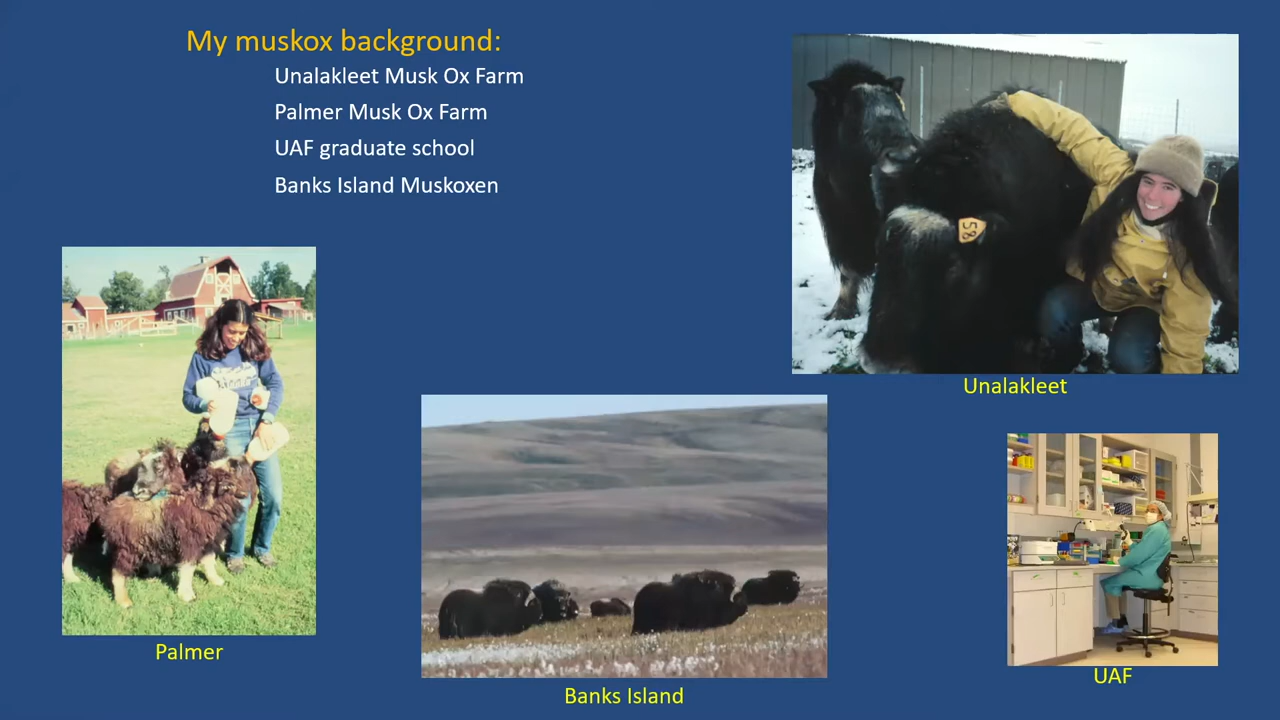 My muskox background:
Unalakleet Musk Ox Farm
Palmer Musk Ox Farm
UAF graduate school
Banks Island Muskoxen
58
Unalakleet
Palmer
Banks Island
UAF